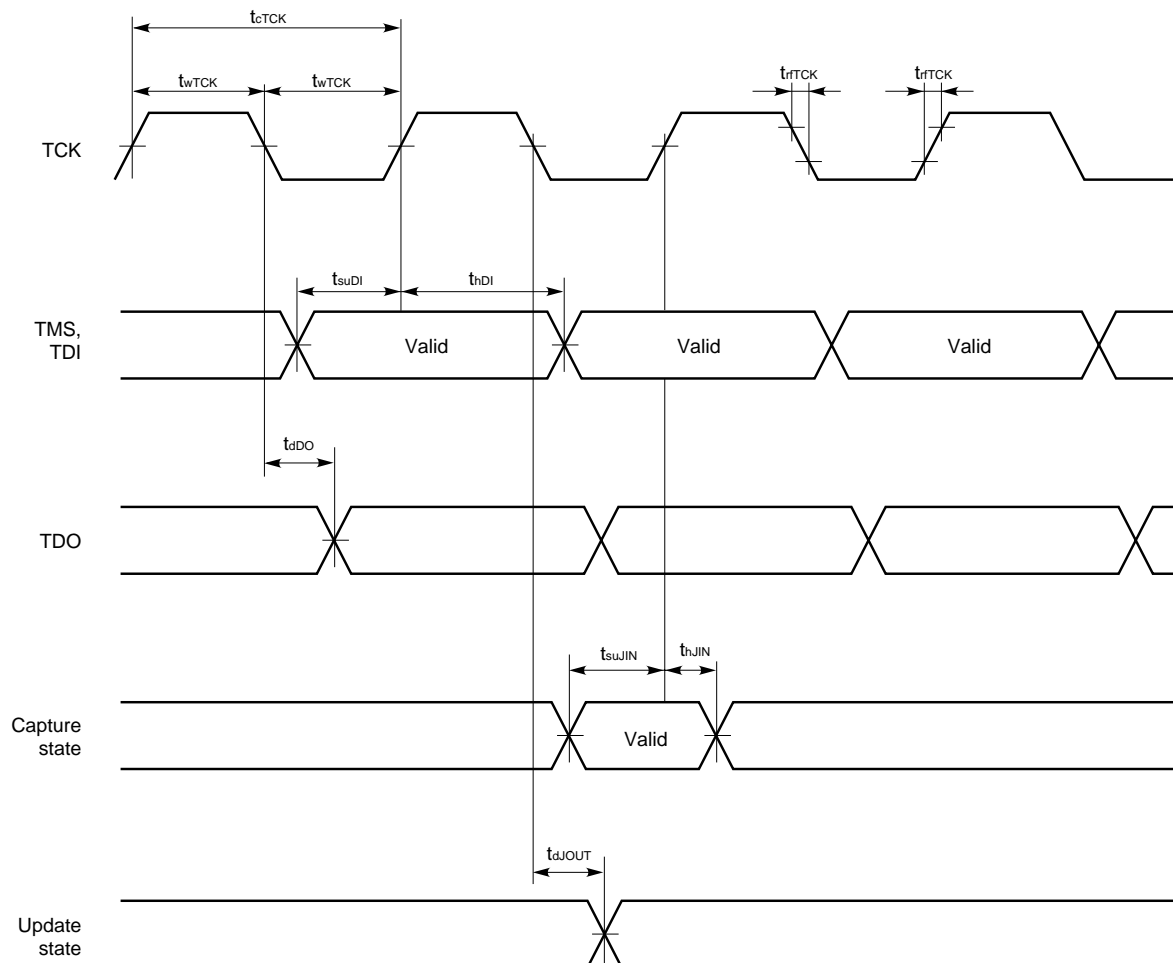 tcTCK
twTCK twTCK trfTCK trfTCK
TCK
tsuDI thDI
TMS,
TDI
Valid Valid Valid
tdDO
TDO
tsuJIN thJIN
Capture
state
Valid
tdJOUT
Update
state